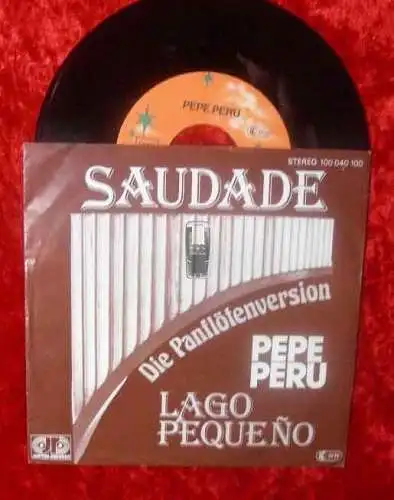 PEPE PERU
STEREO 100 040 100
SAUDADE
Die Panflötenversion
PEPE
PERU
LAGO
PEQUEÑO